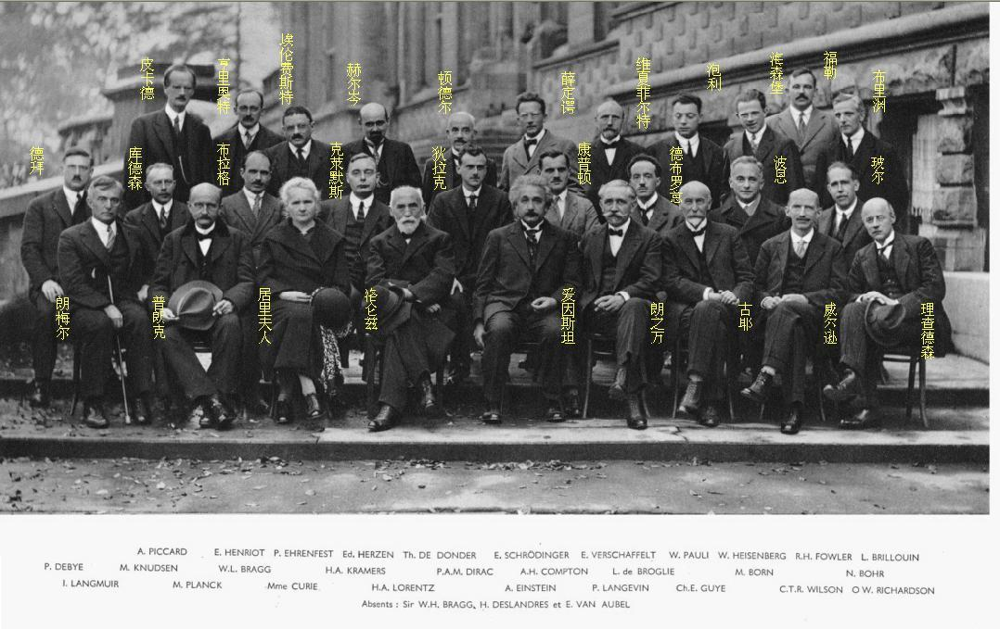 皮卡德
亨里奥特
埃伦费斯特
赫尔岑
顿德尔
薛定谔
维夏菲尔特
泡利
海森堡
福勒
布里渊
德拜
库德森
布拉格
克莱默斯
狄拉克
康普顿
德布罗意
波恩
玻尔
朗梅尔
普朗克
居里夫人
洛仑兹
爱因斯坦
朗之万
古耶
威尔逊
理查德森
A. PICCARD E. HENRIOT P. EHRENFEST Ed. HERZEN Th. DE DONDER E. SCHRÖDINGER E. VERSCHAFFELT W. PAULI W. HEISENBERG R.H. FOWLER L. BRILLOUIN
P. DEBYE M. KNUDSEN W.L. BRAGG H.A. KRAMERS P.A.M. DIRAC A.H. COMPTON L. de BROGLIE M. BORN N. BOHR
I. LANGMUIR M. PLANCK Mme CURIE H.A. LORENTZ A. EINSTEIN P. LANGEVIN Ch.E. GUYE C.T.R. WILSON O.W. RICHARDSON
Absents : Sir W.H. BRAGG, H. DESLANDRES et E. VAN AUBEL